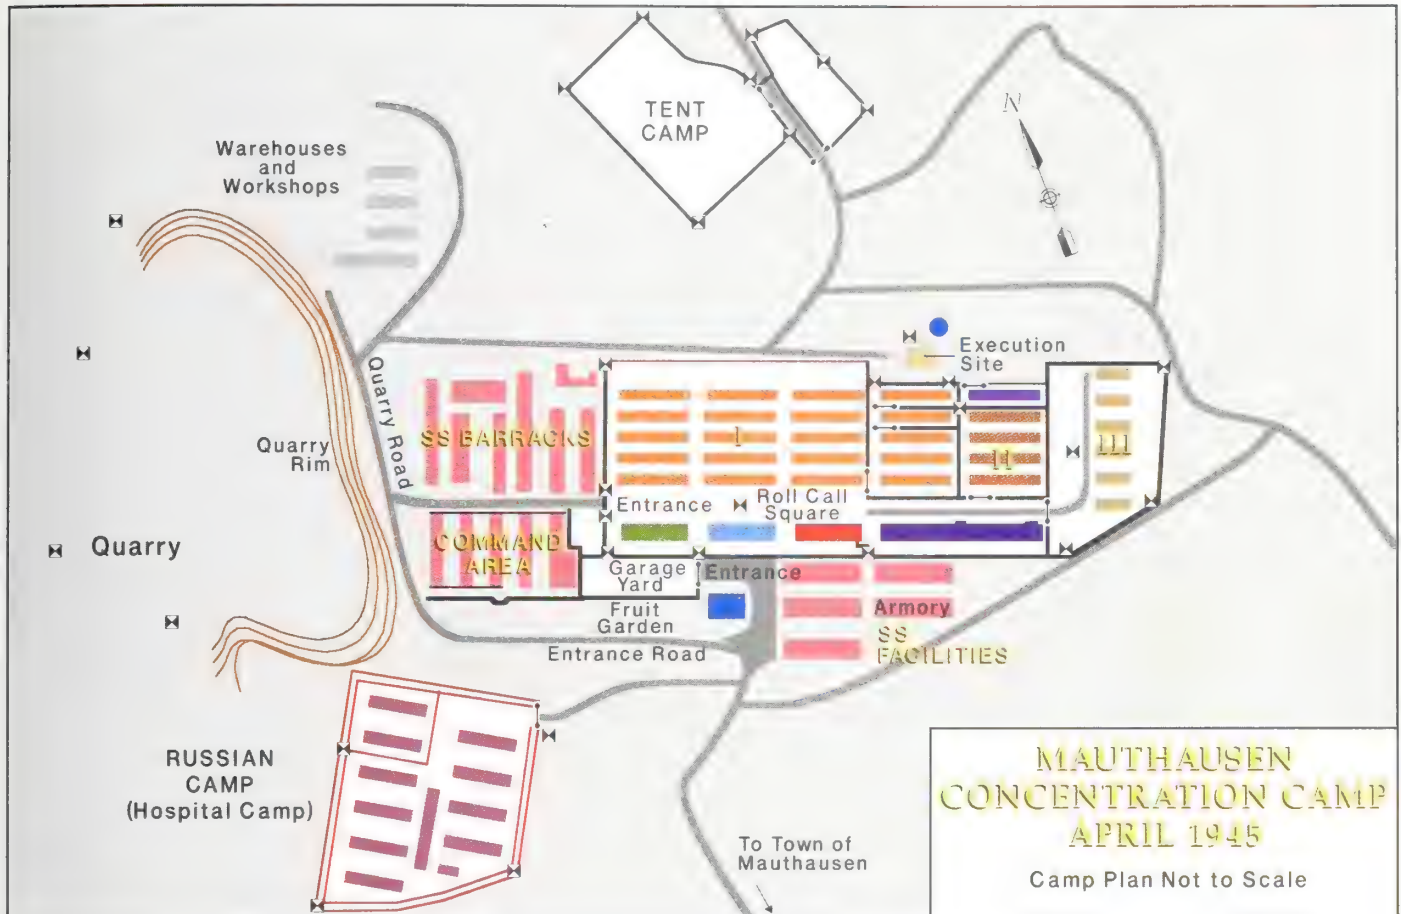 TENT
CAMP
N
Warehouses
and
Workshops
Execution
Site
Quarry Road
SS BARRACKS
I
II
III
Quarry
Rim
Entrance
Roll Call
Square
Quarry
COMMAND
AREA
Garage
Yard
Entrance
Fruit
Garden
Armory
SS
FACILITIES
Entrance Road
RUSSIAN
CAMP
(Hospital Camp)
To Town of
Mauthausen
MAUTHAUSEN
CONCENTRATION CAMP
APRIL 1945
Camp Plan Not to Scale